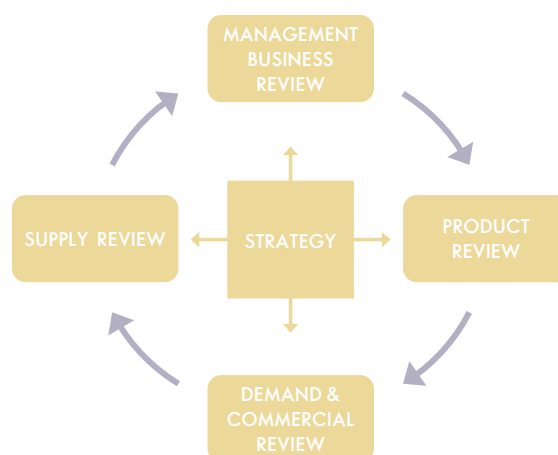 MANAGEMENT
BUSINESS
REVIEW
SUPPLY REVIEW
STRATEGY
PRODUCT
REVIEW
DEMAND &
COMMERCIAL
REVIEW